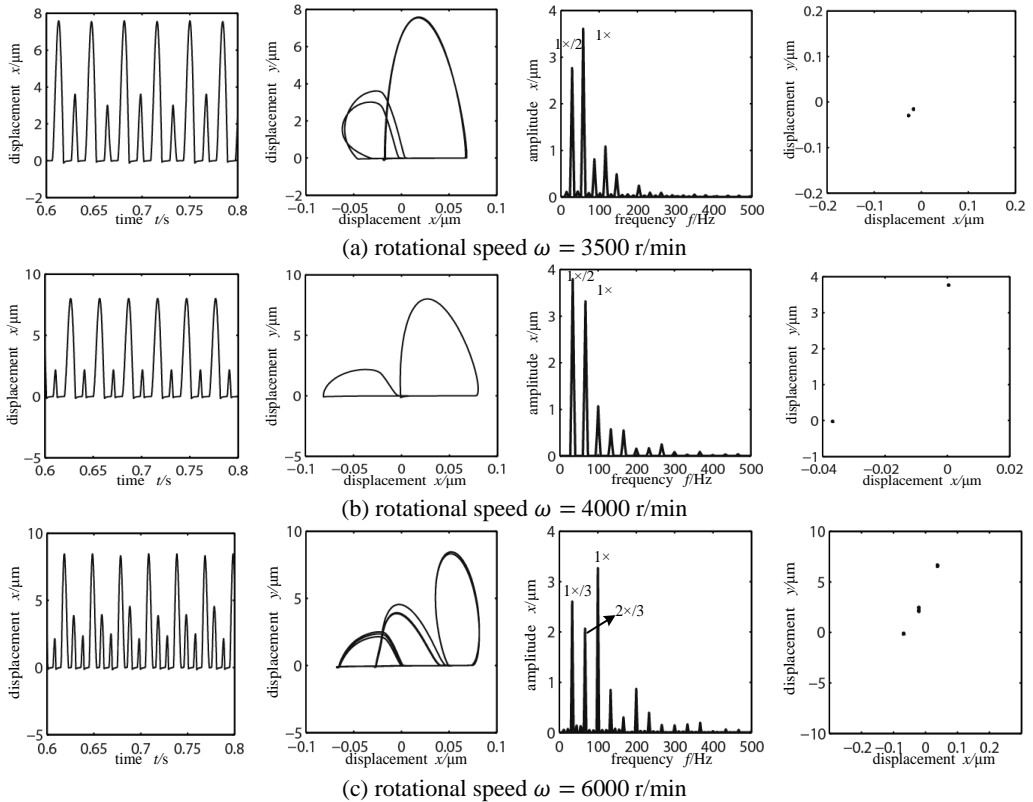 8
6
4
2
0
−2
0.6 0.65 0.7 0.75 0.8
displacement x/μm
time t/s
8
6
4
2
0
−2
−0.1 −0.05 0 0.05 0.1
displacement y/μm
displacement x/μm
4
3
2
1
0
0 100 200 300 400 500
1×/2
1×
amplitude x/μm
frequency f/Hz
0.2
0.1
0
−0.1
−0.2
−0.2 −0.1 0 0.1 0.2
displacement y/μm
displacement x/μm
(a) rotational speed ω = 3500 r/min
10
5
0
−5
0.6 0.65 0.7 0.75 0.8
displacement x/μm
time t/s
10
5
0
−5
−0.1 −0.05 0 0.05 0.1
displacement y/μm
displacement x/μm
4
3
2
1
0
0 100 200 300 400 500
1×/2
1×
amplitude x/μm
frequency f/Hz
4
3
2
1
0
−1
−0.04 −0.02 0 0.02
displacement y/μm
displacement x/μm
(b) rotational speed ω = 4000 r/min
10
5
0
−5
0.6 0.65 0.7 0.75 0.8
displacement x/μm
time t/s
10
5
0
−5
−0.1 −0.05 0 0.05 0.1
displacement y/μm
displacement x/μm
4
3
2
1
0
0 100 200 300 400 500
1×/3
2×/3
1×
amplitude x/μm
frequency f/Hz
10
5
0
−5
−10
−0.2 −0.1 0 0.1 0.2
displacement y/μm
displacement x/μm
(c) rotational speed ω = 6000 r/min